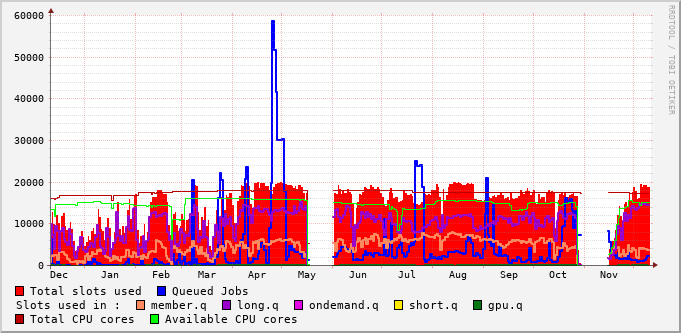 60000
50000
40000
30000
20000
10000
0
Dec Jan Feb Mar Apr May Jun Jul Aug Sep Oct Nov
RRDTOOL / TOBI OETIKER
Total slots used Queued Jobs
Slots used in : member.q long.q ondemand.q short.q gpu.q
Total CPU cores Available CPU cores